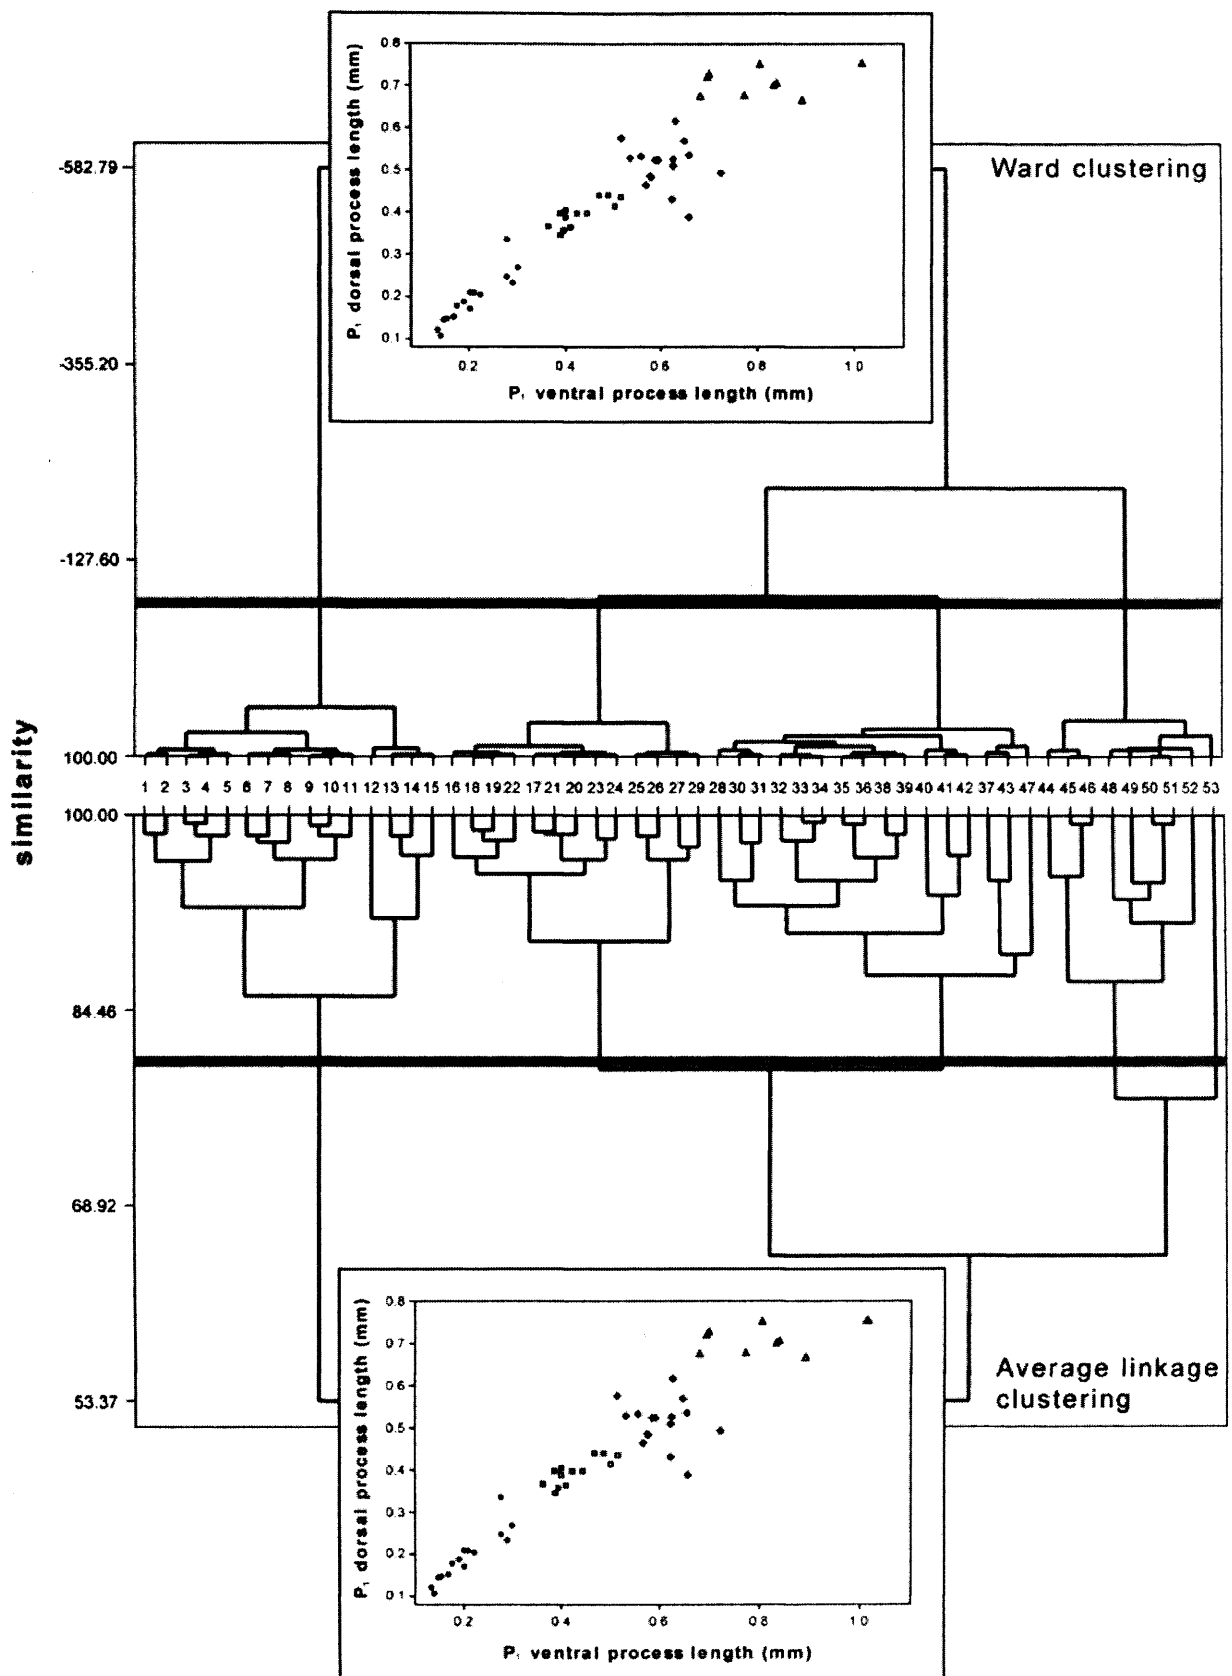 0.8
0.7
0.6
0.5
0.4
0.3
0.2
0.1
P₁ dorsal process length (mm)
0.2 0.4 0.6 0.8 1.0
P₁ ventral process length (mm)
Ward clustering
-582.79
-355.20
-127.60
100.00
similarity
1 2 3 4 5 6 7 8 9 10 11 12 13 14 15 16 18 19 22 17 21 20 23 24 25 26 27 29 28 30 31 32 33 34 35 36 38 39 40 41 42 37 43 47 44 45 46 48 49 50 51 52 53
100.00
84.46
68.92
53.37
Average linkage
clustering
0.8
0.7
0.6
0.5
0.4
0.3
0.2
0.1
P₁ dorsal process length (mm)
0.2 0.4 0.6 0.8 1.0
P₁ ventral process length (mm)